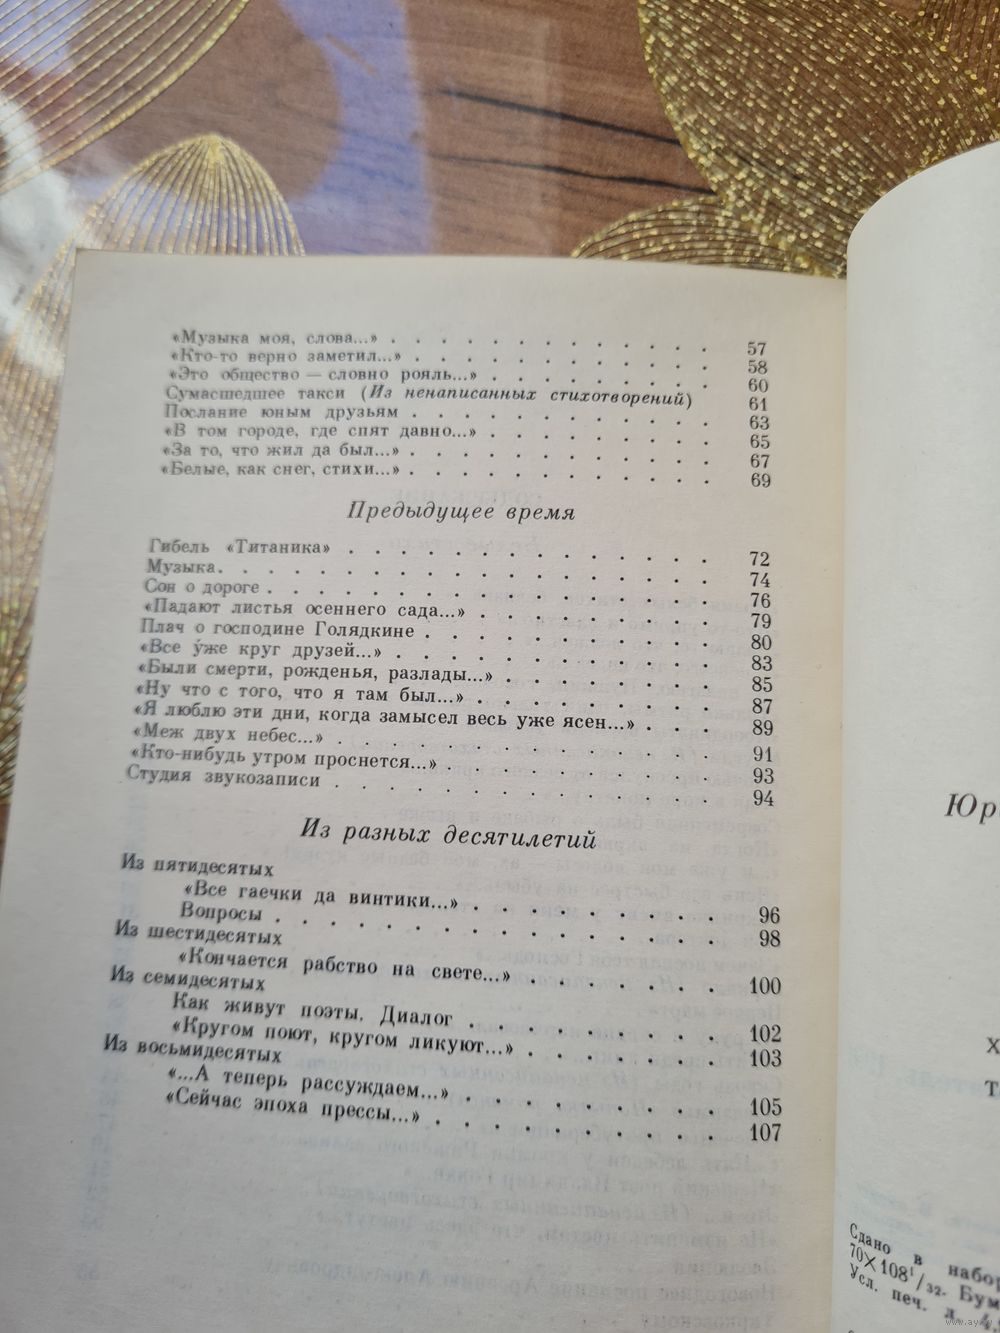 «Музыка моя, слова...» . . . . . . . . . . . . 57
«Кто-то верно заметил...» . . . . . . . . . . . 58
«Это общество — словно рояль...» . . . . . . . . 60
Сумасшедшее такси (Из ненаписанных стихотворений) 61
Послание юным друзьям . . . . . . . . . . . . 63
«В том городе, где спят давно...» . . . . . . . . 65
«За то, что жил да был...» . . . . . . . . . . . 67
«Белые, как снег, стихи...» . . . . . . . . . . . 69
Предыдущее время
Гибель «Титаника» . . . . . . . . . . . . . . 72
Музыка. . . . . . . . . . . . . . . . . . . 74
Сон о дороге . . . . . . . . . . . . . . . . . 76
«Падают листья осеннего сада...» . . . . . . . . . 79
Плач о господине Голядкине . . . . . . . . . . . 80
«Все у́же круг друзей...» . . . . . . . . . . . . 83
«Были смерти, рожденья, разлады...» . . . . . . . . 85
«Ну что с того, что я там был...» . . . . . . . . . 87
«Я люблю эти дни, когда замысел весь уже ясен...» . . . 89
«Меж двух небес...» . . . . . . . . . . . . . . 91
«Кто-нибудь утром проснется...» . . . . . . . . . . 93
Студия звукозаписи . . . . . . . . . . . . . . 94
Из разных десятилетий
Из пятидесятых
«Все гаечки да винтики...» . . . . . . . . . 96
Вопросы . . . . . . . . . . . . . . . . 98
Из шестидесятых
«Кончается рабство на свете...» . . . . . . . 100
Из семидесятых
Как живут поэты. Диалог . . . . . . . . . 102
«Кругом поют, кругом ликуют...» . . . . . . . 103
Из восьмидесятых
«...А теперь рассуждаем...» . . . . . . . . . 105
«Сейчас эпоха прессы...» . . . . . . . . . . 107
Юр
х
т
Сдано в набор
70×108¹/₃₂. Бум
Усл. печ. л. 4,